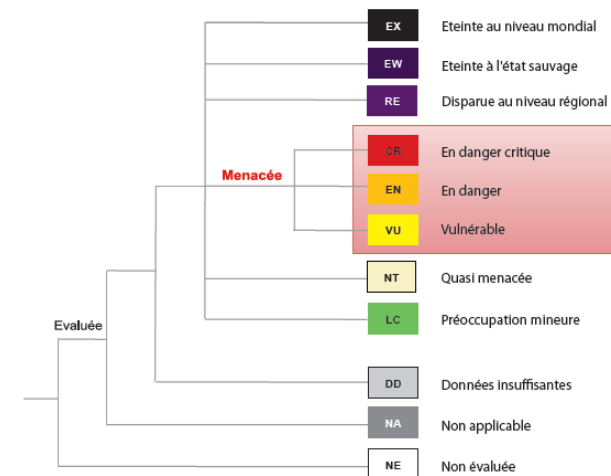 EX Eteinte au niveau mondial
EW Eteinte à l'état sauvage
RE Disparue au niveau régional
CR En danger critique
Menacée
EN En danger
VU Vulnérable
NT Quasi menacée
LC Préoccupation mineure
Evaluée
DD Données insuffisantes
NA Non applicable
NE Non évaluée